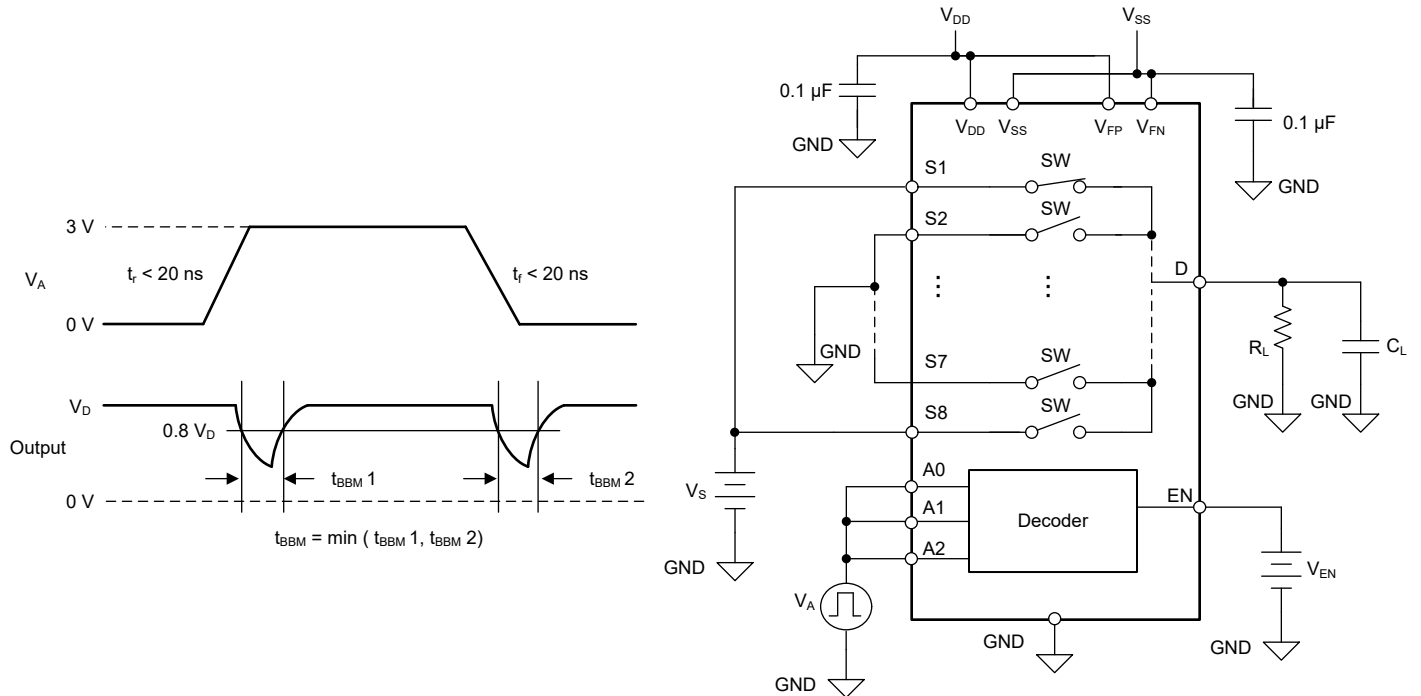 3 V
V_A
t_r < 20 ns
t_f < 20 ns
0 V
V_D
Output
0.8 V_D
t_BBM 1
t_BBM 2
0 V
t_BBM = min ( t_BBM 1, t_BBM 2)
V_DD
V_SS
0.1 µF
GND
V_DD
V_SS
V_FP
V_FN
0.1 µF
GND
S1
SW
S2
SW
⋮
⋮
D
GND
S7
SW
R_L
C_L
GND
GND
S8
SW
V_S
GND
A0
A1
A2
Decoder
EN
V_EN
GND
V_A
GND
GND